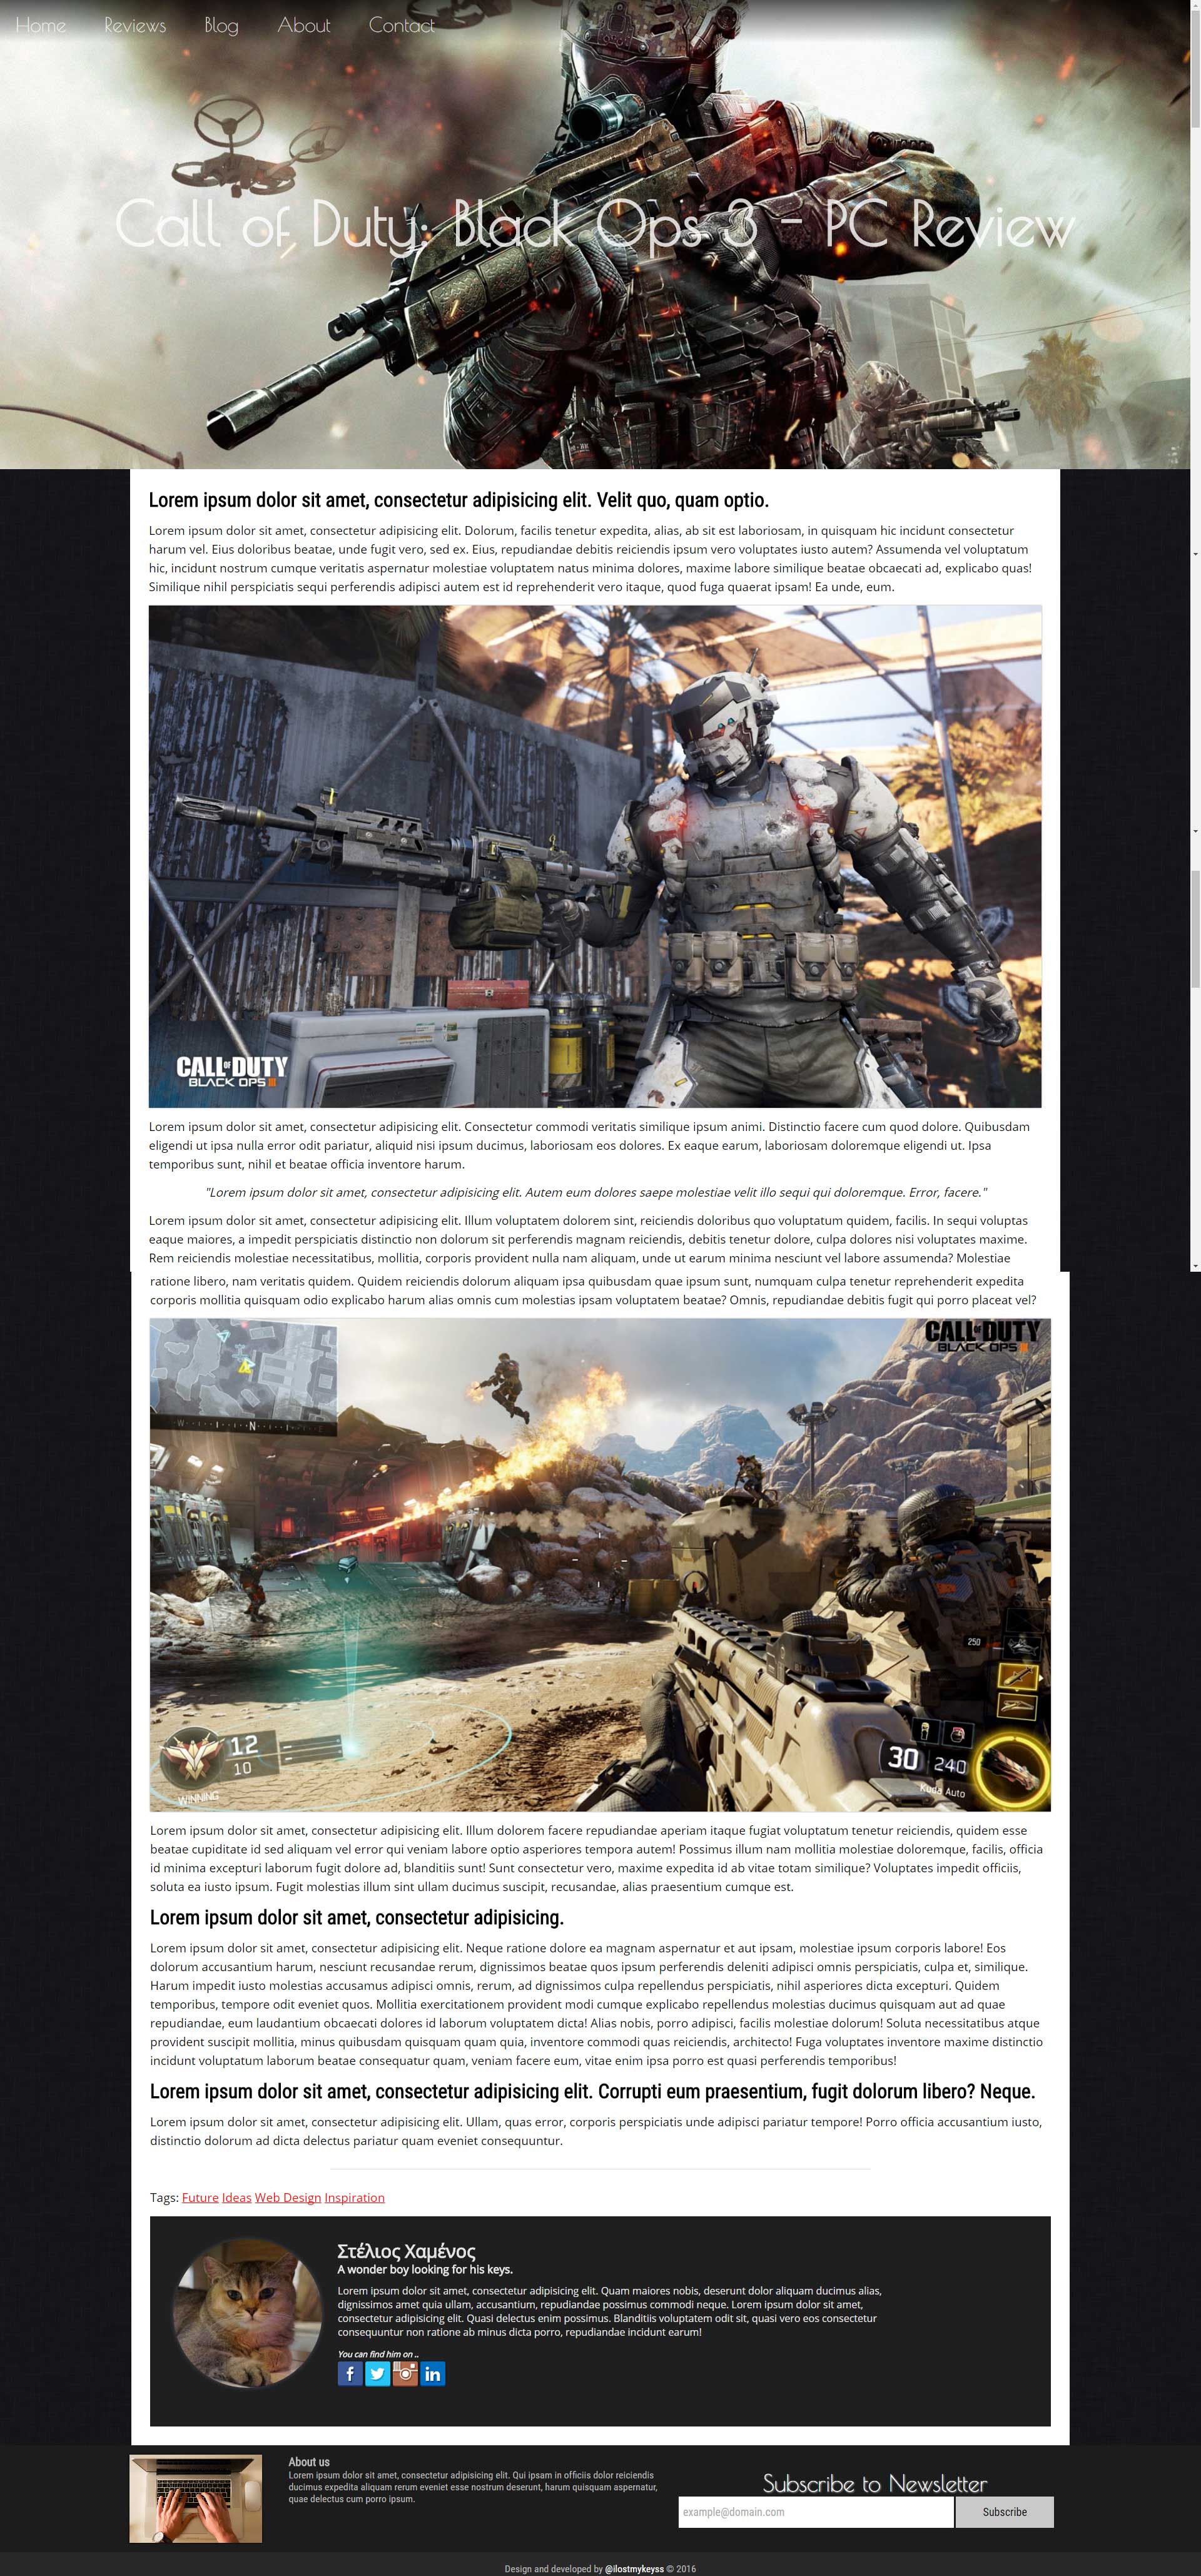 Home Reviews Blog About Contact
Call of Duty: Black Ops 3 - PC Review
Lorem ipsum dolor sit amet, consectetur adipisicing elit. Velit quo, quam optio.
Lorem ipsum dolor sit amet, consectetur adipisicing elit. Dolorum, facilis tenetur expedita, alias, ab sit est laboriosam, in quisquam hic incidunt consectetur
harum vel. Eius doloribus beatae, unde fugit vero, sed ex. Eius, repudiandae debitis reiciendis ipsum vero voluptates iusto autem? Assumenda vel voluptatum
hic, incidunt nostrum cumque veritatis aspernatur molestiae voluptatem natus minima dolores, maxime labore similique beatae obcaecati ad, explicabo quas!
Similique nihil perspiciatis sequi perferendis adipisci autem est id reprehenderit vero itaque, quod fuga quaerat ipsam! Ea unde, eum.
CALL OF DUTY
BLACK OPS III
Lorem ipsum dolor sit amet, consectetur adipisicing elit. Consectetur commodi veritatis similique ipsum animi. Distinctio facere cum quod dolore. Quibusdam
eligendi ut ipsa nulla error odit pariatur, aliquid nisi ipsum ducimus, laboriosam eos dolores. Ex eaque earum, laboriosam doloremque eligendi ut. Ipsa
temporibus sunt, nihil et beatae officia inventore harum.
"Lorem ipsum dolor sit amet, consectetur adipisicing elit. Autem eum dolores saepe molestiae velit illo sequi qui doloremque. Error, facere."
Lorem ipsum dolor sit amet, consectetur adipisicing elit. Illum voluptatem dolorem sint, reiciendis doloribus quo voluptatum quidem, facilis. In sequi voluptas
eaque maiores, a impedit perspiciatis distinctio non dolorum sit perferendis magnam reiciendis, debitis tenetur dolore, culpa dolores nisi voluptates maxime.
Rem reiciendis molestiae necessitatibus, mollitia, corporis provident nulla nam aliquam, unde ut earum minima nesciunt vel labore assumenda? Molestiae
ratione libero, nam veritatis quidem. Quidem reiciendis dolorum aliquam ipsa quibusdam quae ipsum sunt, numquam culpa tenetur reprehenderit expedita
corporis mollitia quisquam odio explicabo harum alias omnis cum molestias ipsam voluptatem beatae? Omnis, repudiandae debitis fugit qui porro placeat vel?
CALL OF DUTY
BLACK OPS III
W N
250
12
10
WINNING
30 240
Kuda Auto
Lorem ipsum dolor sit amet, consectetur adipisicing elit. Illum dolorem facere repudiandae aperiam itaque fugiat voluptatum tenetur reiciendis, quidem esse
beatae cupiditate id sed aliquam vel error qui veniam labore optio asperiores tempora autem! Possimus illum nam mollitia molestiae doloremque, facilis, officia
id minima excepturi laborum fugit dolore ad, blanditiis sunt! Sunt consectetur vero, maxime expedita id ab vitae totam similique? Voluptates impedit officiis,
soluta ea iusto ipsum. Fugit molestias illum sint ullam ducimus suscipit, recusandae, alias praesentium cumque est.
Lorem ipsum dolor sit amet, consectetur adipisicing.
Lorem ipsum dolor sit amet, consectetur adipisicing elit. Neque ratione dolore ea magnam aspernatur et aut ipsam, molestiae ipsum corporis labore! Eos
dolorum accusantium harum, nesciunt recusandae rerum, dignissimos beatae quos ipsum perferendis deleniti adipisci omnis perspiciatis, culpa et, similique.
Harum impedit iusto molestias accusamus adipisci omnis, rerum, ad dignissimos culpa repellendus perspiciatis, nihil asperiores dicta excepturi. Quidem
temporibus, tempore odit eveniet quos. Mollitia exercitationem provident modi cumque explicabo repellendus molestias ducimus quisquam aut ad quae
repudiandae, eum laudantium obcaecati dolores id laborum voluptatem dicta! Alias nobis, porro adipisci, facilis molestiae dolorum! Soluta necessitatibus atque
provident suscipit mollitia, minus quibusdam quisquam quam quia, inventore commodi quas reiciendis, architecto! Fuga voluptates inventore maxime distinctio
incidunt voluptatum laborum beatae consequatur quam, veniam facere eum, vitae enim ipsa porro est quasi perferendis temporibus!
Lorem ipsum dolor sit amet, consectetur adipisicing elit. Corrupti eum praesentium, fugit dolorum libero? Neque.
Lorem ipsum dolor sit amet, consectetur adipisicing elit. Ullam, quas error, corporis perspiciatis unde adipisci pariatur tempore! Porro officia accusantium iusto,
distinctio dolorum ad dicta delectus pariatur quam eveniet consequuntur.
Tags: Future Ideas Web Design Inspiration
Στέλιος Χαμένος
A wonder boy looking for his keys.
Lorem ipsum dolor sit amet, consectetur adipisicing elit. Quam maiores nobis, deserunt dolor aliquam ducimus alias,
dignissimos amet quia ullam, accusantium, repudiandae possimus commodi neque. Lorem ipsum dolor sit amet,
consectetur adipisicing elit. Quasi delectus enim possimus. Blanditiis voluptatem odit sit, quasi vero eos consectetur
consequuntur non ratione ab minus dicta porro, repudiandae incidunt earum!
You can find him on ..
About us
Lorem ipsum dolor sit amet, consectetur adipisicing elit. Qui ipsam in officiis dolor reiciendis
ducimus expedita aliquam rerum eveniet esse nostrum deserunt, harum quisquam aspernatur,
quae delectus cum porro ipsum.
Subscribe to Newsletter
example@domain.com Subscribe
Design and developed by @ilostmykeyss © 2016